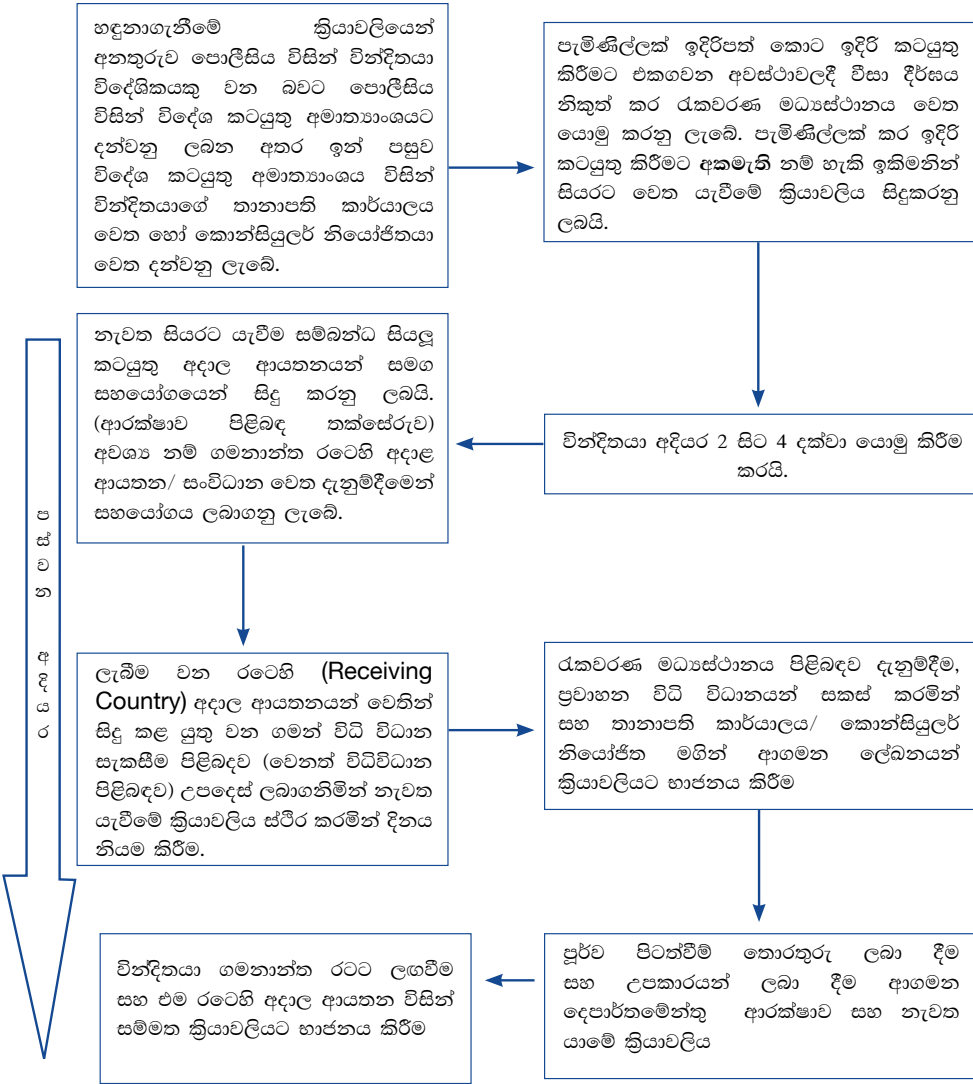 හඳුනාගැනීමේ ක්‍රියාවලියෙන්
අනතුරුව පොලීසිය විසින් වින්දිතයා
විදේශිකයකු වන බවට පොලීසිය
විසින් විදේශ කටයුතු අමාත්‍යාංශයට
දන්වනු ලබන අතර ඉන් පසුව
විදේශ කටයුතු අමාත්‍යාංශය විසින්
වින්දිතයාගේ තානාපති කාර්යාලය
වෙත හෝ කොන්සියුලර් නියෝජිතයා
වෙත දන්වනු ලැබේ.
පැමිණිල්ලක් ඉදිරිපත් කොට ඉදිරි කටයුතු
කිරීමට එකගවන අවස්ථාවලදී වීසා දීර්ඝය
නිකුත් කර රැකවරණ මධ්‍යස්ථානය වෙත
යොමු කරනු ලැබේ. පැමිණිල්ලක් කර ඉදිරි
කටයුතු කිරීමට අකමැති නම් හැකි ඉකිමනින්
සියරට වෙත යැවීමේ ක්‍රියාවලිය සිදුකරනු
ලබයි.
වින්දිතයා අදියර 2 සිට 4 දක්වා යොමු කිරීම
කරයි.
නැවත සියරට යැවීම සම්බන්ධ සියලූ
කටයුතු අදාල ආයතනයන් සමග
සහයෝගයෙන් සිදු කරනු ලබයි.
(ආරක්ෂාව පිළිබඳ තක්සේරුව)
අවශ්‍ය නම් ගමනාන්ත රටෙහි අදාළ
ආයතන/ සංවිධාන වෙත දැනුම්දීමෙන්
සහයෝගය ලබාගනු ලැබේ.
පස්වන අදියර
ලැබීම වන රටෙහි (Receiving
Country) අදාල ආයතනයන් වෙතින්
සිදු කළ යුතු වන ගමන් විධි විධාන
සැකසීම පිළිබදව (වෙනත් විධිවිධාන
පිළිබඳව) උපදෙස් ලබාගනිමින් නැවත
යැවීමේ ක්‍රියාවලිය ස්ථිර කරමින් දිනය
නියම කිරීම.
රැකවරණ මධ්‍යස්ථානය පිළිබඳව දැනුම්දීම,
ප්‍රවාහන විධි විධානයන් සකස් කරමින්
සහ තානාපති කාර්යාලය/ කොන්සියුලර්
නියෝජිත මගින් ආගමන ලේඛනයන්
ක්‍රියාවලියට භාජනය කිරීම
පූර්ව පිටත්වීම් තොරතුරු ලබා දීම
සහ උපකාරයන් ලබා දීම ආගමන
දෙපාර්තමේන්තු ආරක්ෂාව සහ නැවත
යාමේ ක්‍රියාවලිය
වින්දිතයා ගමනාන්ත රටට ලඟවීම
සහ එම රටෙහි අදාල ආයතන විසින්
සම්මත ක්‍රියාවලියට භාජනය කිරීම